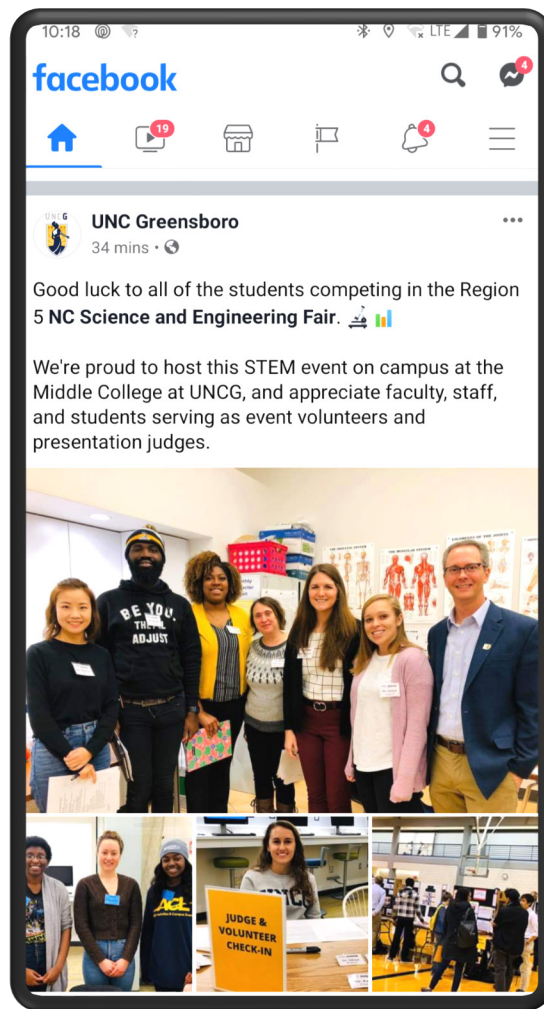 10:18
?
LTE
91%
facebook
4
19
4
UNCG
UNC Greensboro
34 mins
Good luck to all of the students competing in the Region
5 NC Science and Engineering Fair.
We're proud to host this STEM event on campus at the
Middle College at UNCG, and appreciate faculty, staff,
and students serving as event volunteers and
presentation judges.
BE YOU.
ADJUST
JUDGE &
VOLUNTEER
CHECK-IN